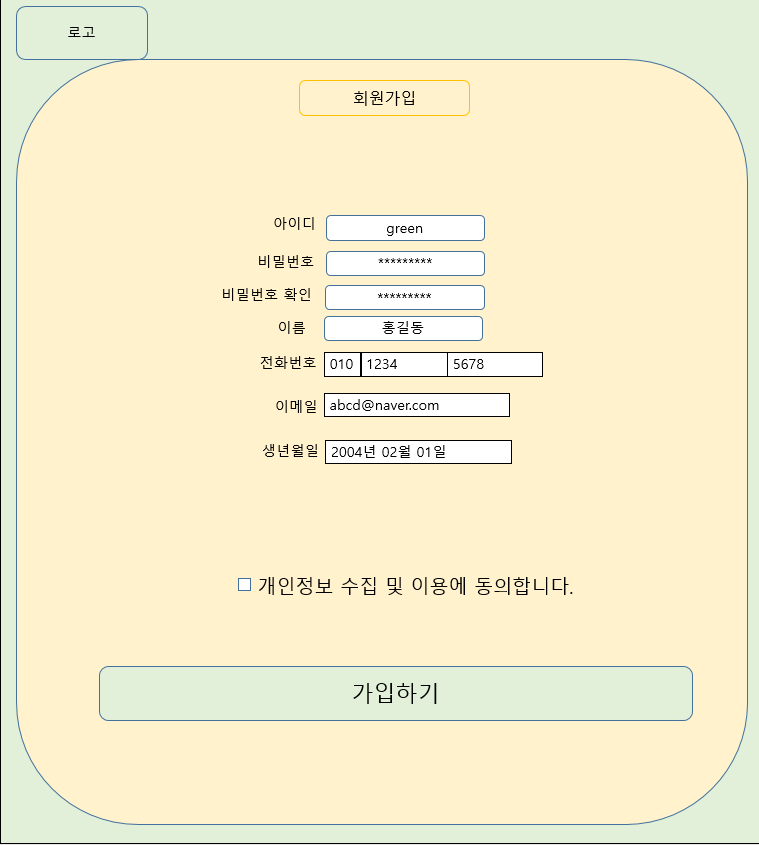 로고
회원가입
아이디 green
비밀번호 *********
비밀번호 확인 *********
이름 홍길동
전화번호 010 1234 5678
이메일 abcd@naver.com
생년월일 2004년 02월 01일
개인정보 수집 및 이용에 동의합니다.
가입하기